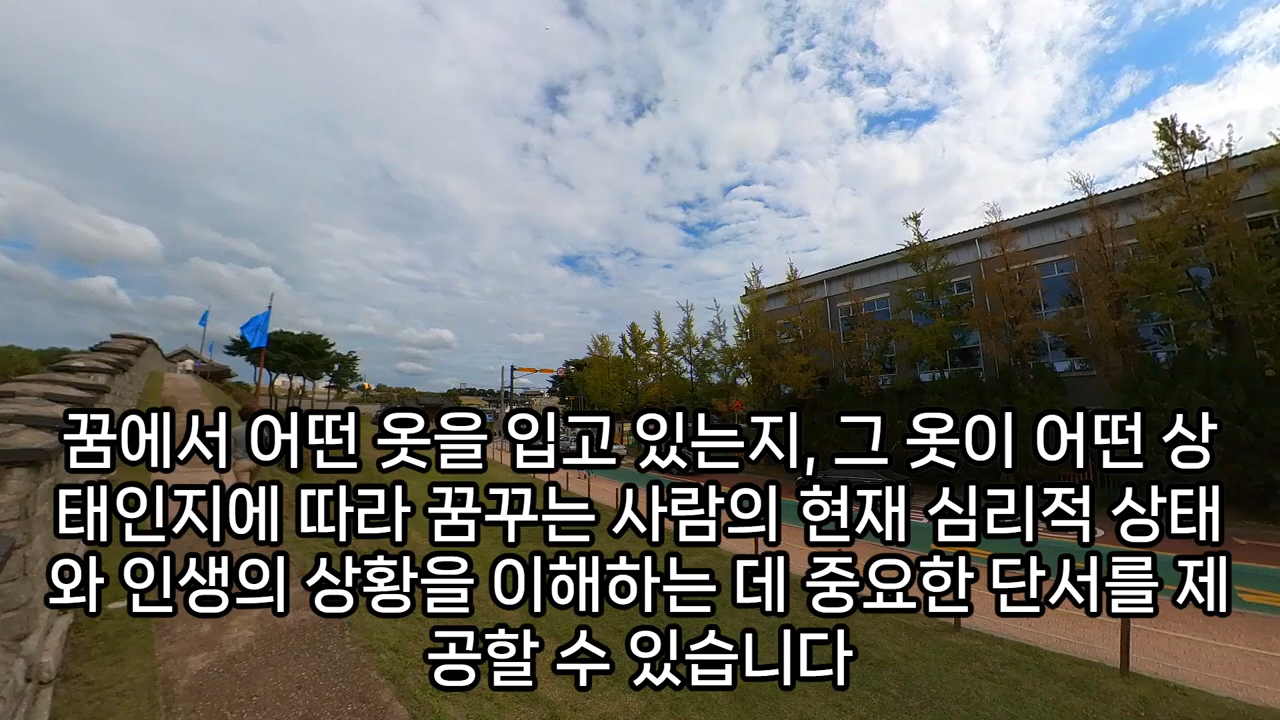 꿈에서 어떤 옷을 입고 있는지, 그 옷이 어떤 상
태인지에 따라 꿈꾸는 사람의 현재 심리적 상태
와 인생의 상황을 이해하는 데 중요한 단서를 제
공할 수 있습니다